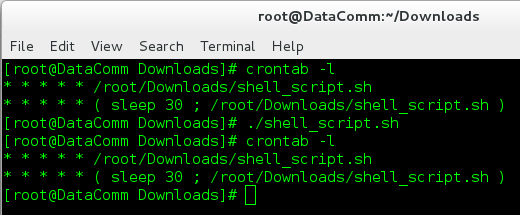 root@DataComm:~/Downloads
File Edit View Search Terminal Help
[root@DataComm Downloads]# crontab -l
* * * * * /root/Downloads/shell_script.sh
* * * * * ( sleep 30 ; /root/Downloads/shell_script.sh )
[root@DataComm Downloads]# ./shell_script.sh
[root@DataComm Downloads]# crontab -l
* * * * * /root/Downloads/shell_script.sh
* * * * * ( sleep 30 ; /root/Downloads/shell_script.sh )
[root@DataComm Downloads]#